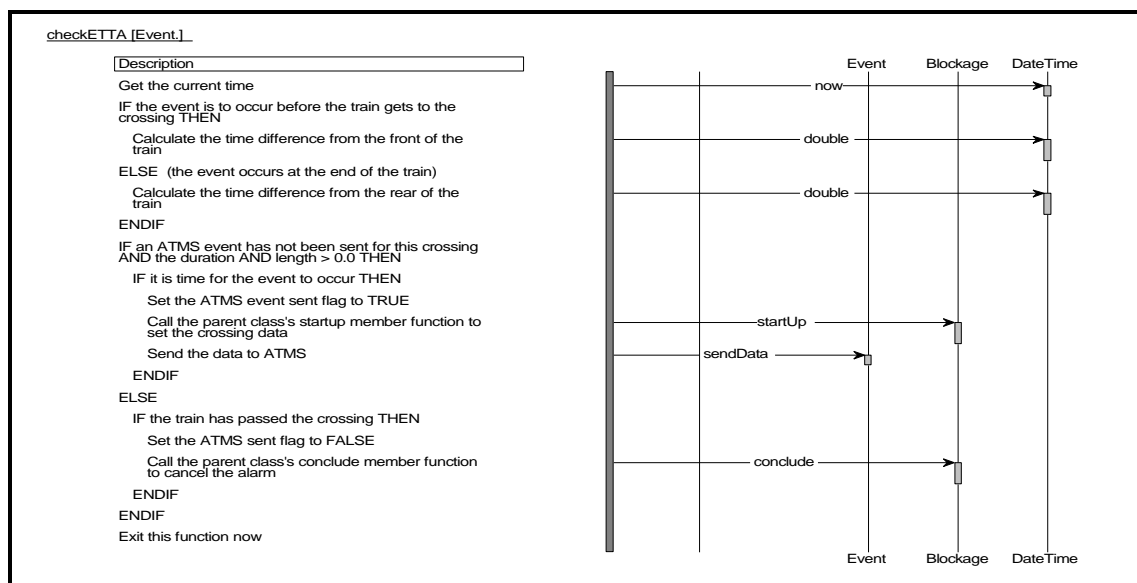 checkETTA [Event.]
Description
Event Blockage DateTime
Get the current time
now
IF the event is to occur before the train gets to the
crossing THEN
Calculate the time difference from the front of the
train
double
ELSE (the event occurs at the end of the train)
Calculate the time difference from the rear of the
train
double
ENDIF
IF an ATMS event has not been sent for this crossing
AND the duration AND length > 0.0 THEN
IF it is time for the event to occur THEN
Set the ATMS event sent flag to TRUE
Call the parent class's startup member function to
set the crossing data
startUp
Send the data to ATMS
sendData
ENDIF
ELSE
IF the train has passed the crossing THEN
Set the ATMS sent flag to FALSE
Call the parent class's conclude member function
to cancel the alarm
conclude
ENDIF
ENDIF
Exit this function now
Event Blockage DateTime